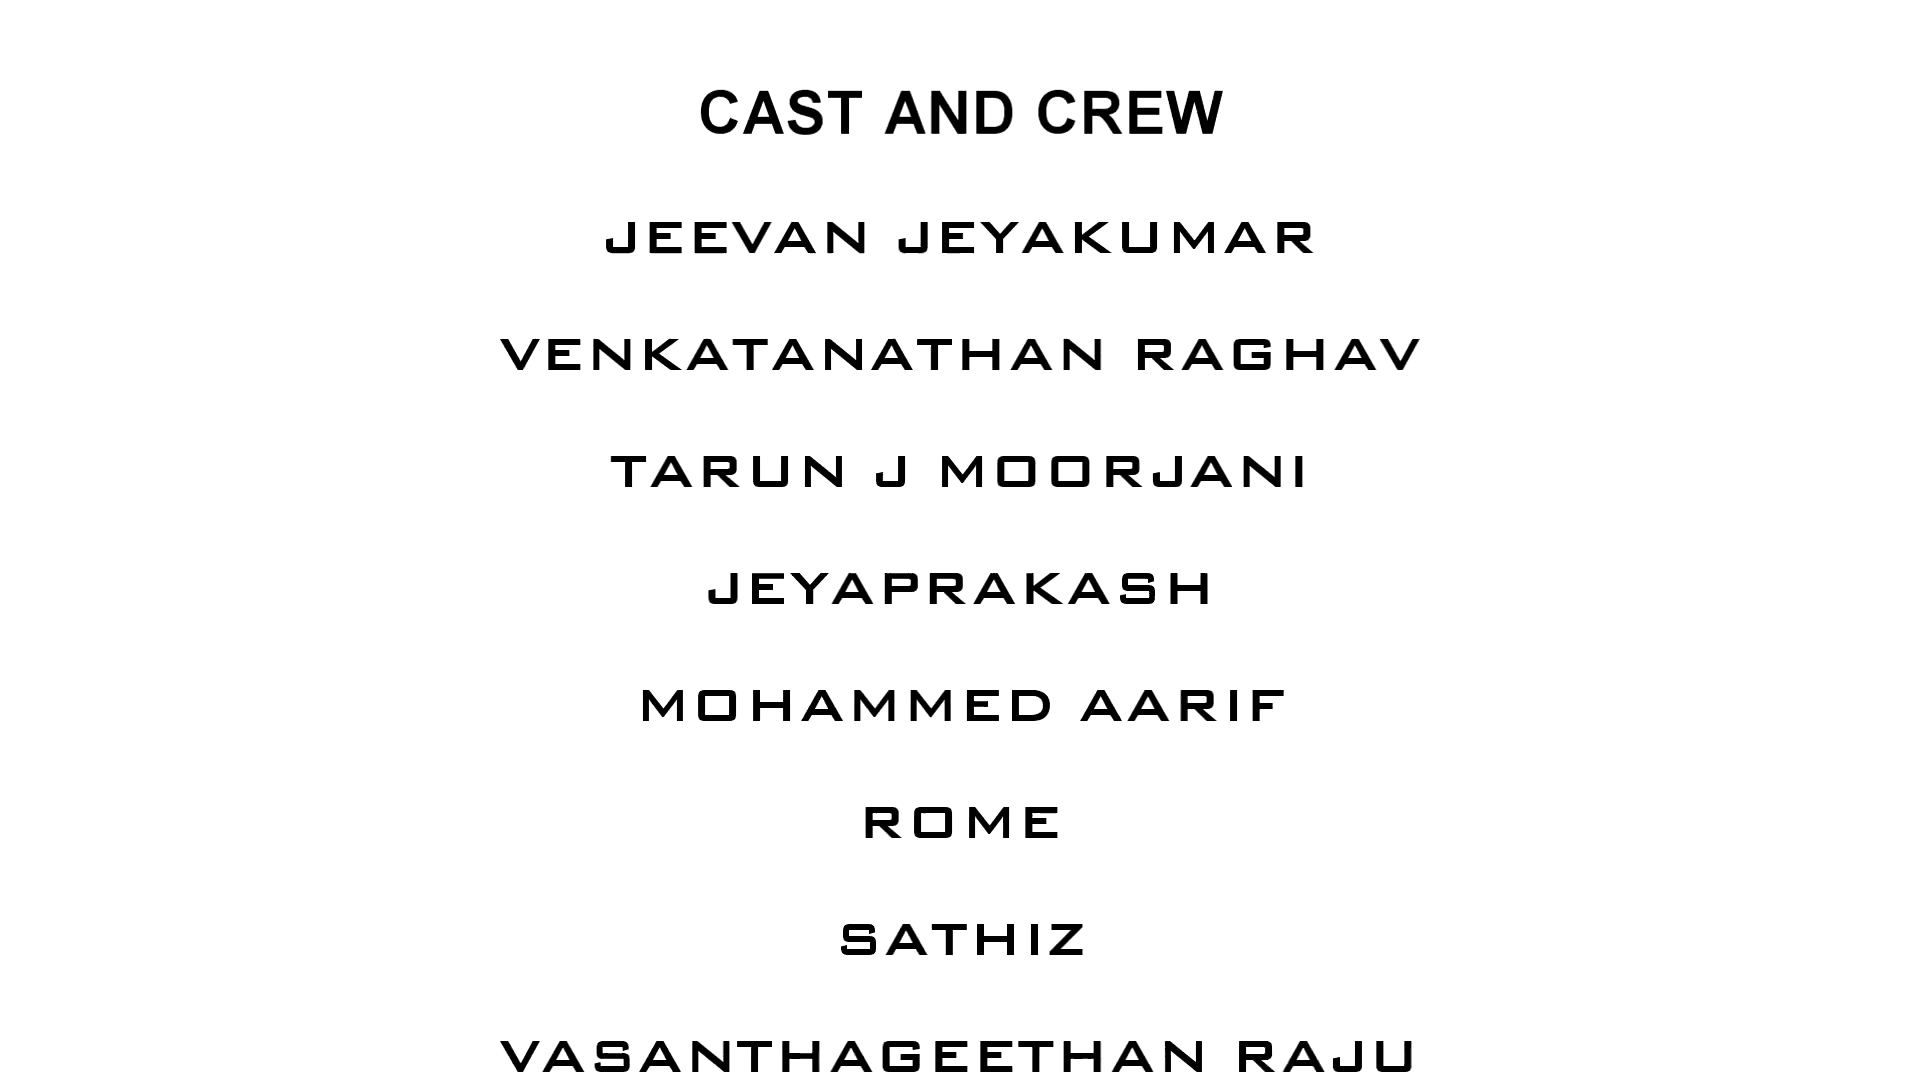 CAST AND CREW
JEEVAN JEYAKUMAR
VENKATANATHAN RAGHAV
TARUN J MOORJANI
JEYAPRAKASH
MOHAMMED AARIF
ROME
SATHIZ
VASANTHAGEETHAN RAJU